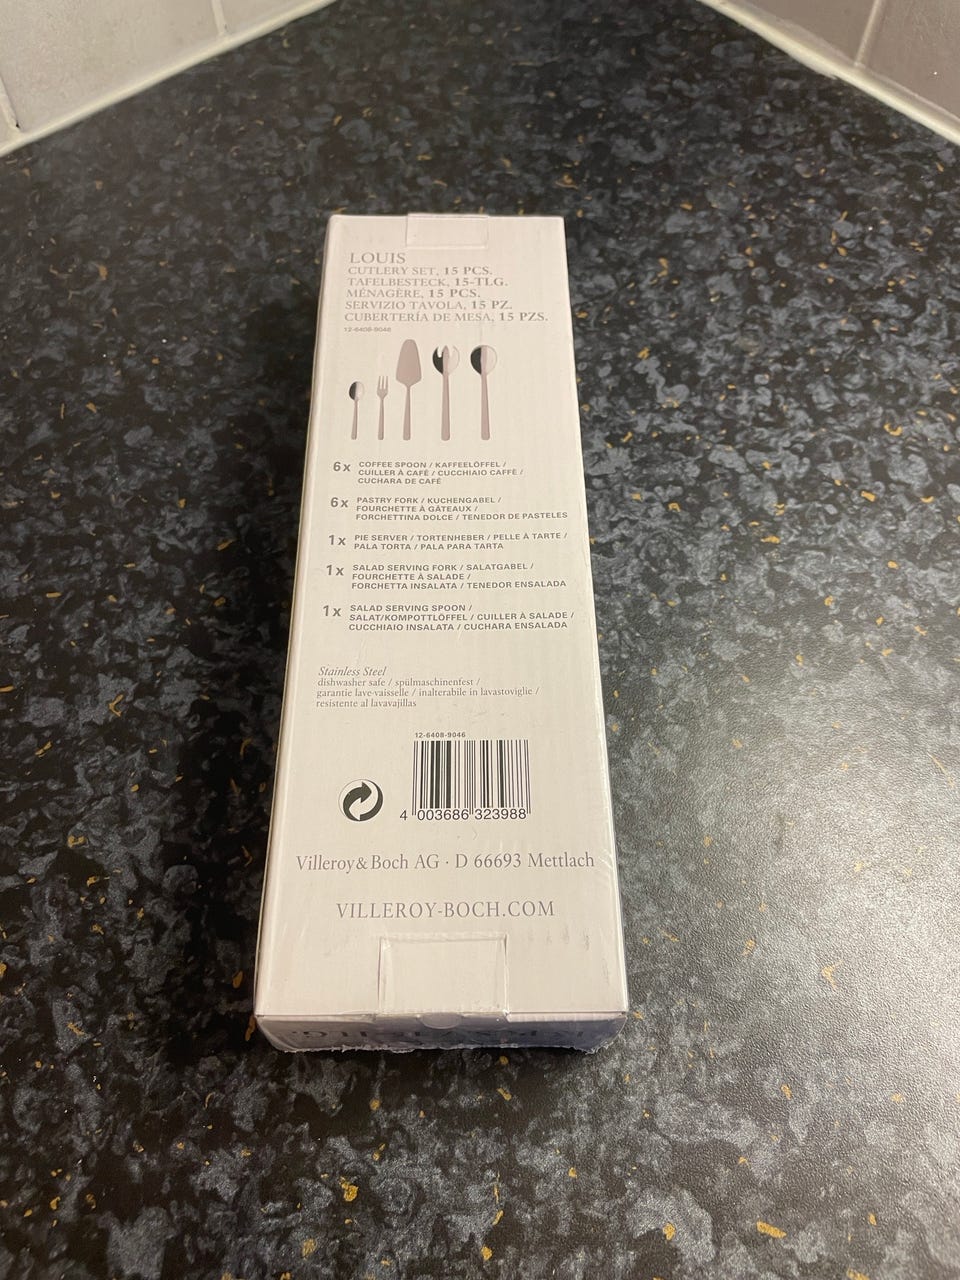 LOUIS
CUTLERY SET, 15 PCS.
TAFELBESTECK, 15-TLG.
MÉNAGÈRE, 15 PCS.
SERVIZIO TAVOLA, 15 PZ.
CUBERTERÍA DE MESA, 15 PZS.
12-6408-9046
6x COFFEE SPOON / KAFFEELÖFFEL /
CUILLER À CAFÉ / CUCCHIAIO CAFFÈ /
CUCHARA DE CAFÉ
6x PASTRY FORK / KUCHENGABEL /
FOURCHETTE À GÂTEAUX /
FORCHETTINA DOLCE / TENEDOR DE PASTELES
1x PIE SERVER / TORTENHEBER / PELLE À TARTE /
PALA TORTA / PALA PARA TARTA
1x SALAD SERVING FORK / SALATGABEL /
FOURCHETTE À SALADE /
FORCHETTA INSALATA / TENEDOR ENSALADA
1x SALAD SERVING SPOON /
SALAT/KOMPOTTLÖFFEL / CUILLER À SALADE /
CUCCHIAIO INSALATA / CUCHARA ENSALADA
Stainless Steel
dishwasher safe / spülmaschinenfest /
garantie lave-vaisselle / inalterabile in lavastoviglie /
resistente al lavavajillas
12-6408-9046
4 003686 323988
Villeroy & Boch AG · D 66693 Mettlach
VILLEROY-BOCH.COM